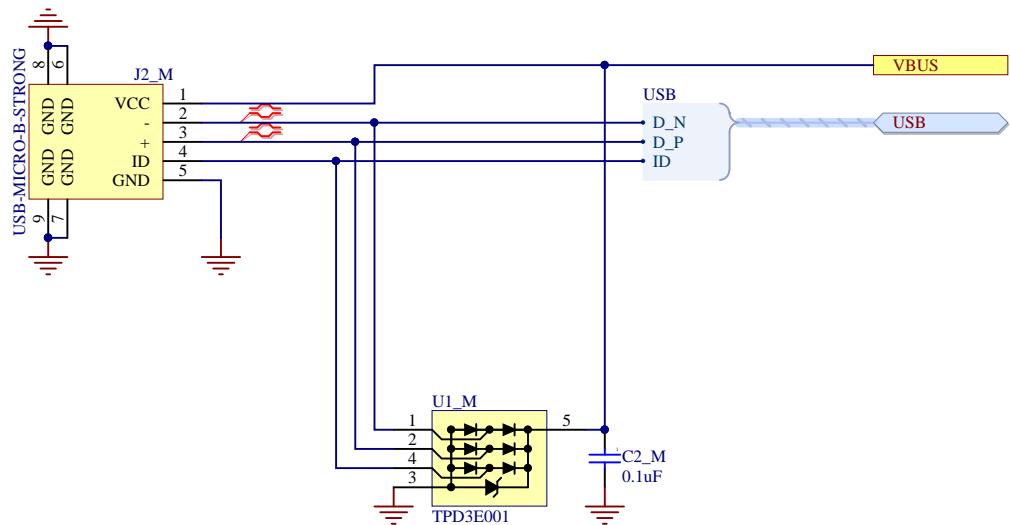 USB-MICRO-B-STRONG
J2_M
8
6
GND
GND
GND
GND
9
7
VCC
1
-
2
+
3
ID
4
GND
5
USB
D_N
D_P
ID
VBUS
USB
U1_M
1
2
4
3
5
TPD3E001
C2_M
0.1uF